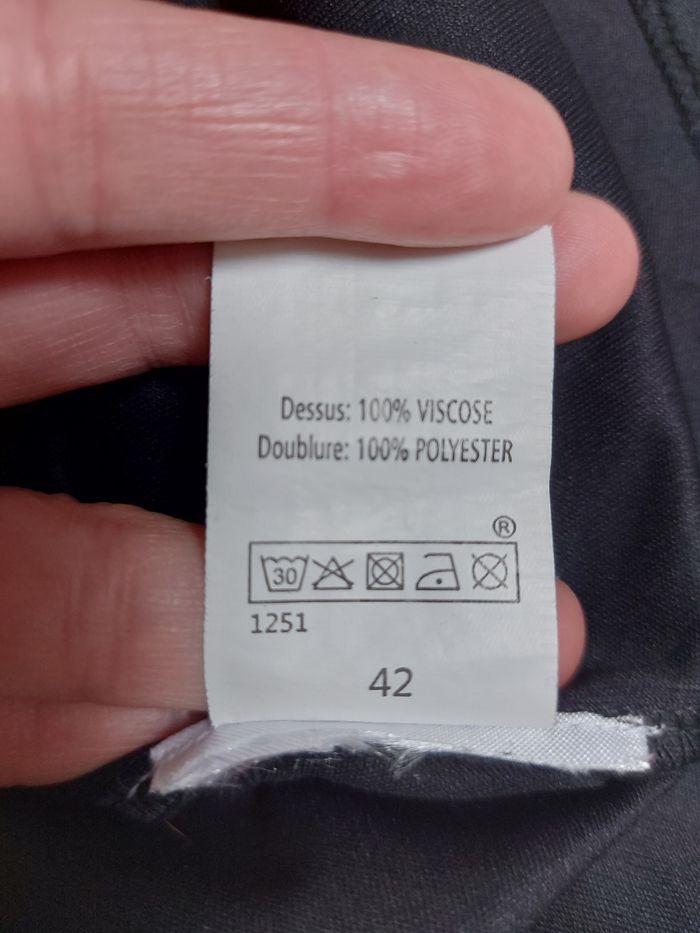 Dessus: 100% VISCOSE
Doublure: 100% POLYESTER
®
30
1251
42